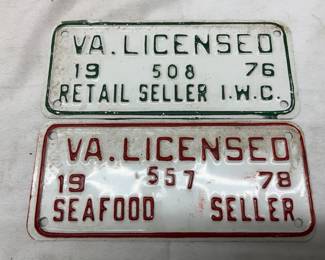 VA. LICENSED
19 508 76
RETAIL SELLER I.W.C.
VA. LICENSED
19 557 78
SEAFOOD SELLER